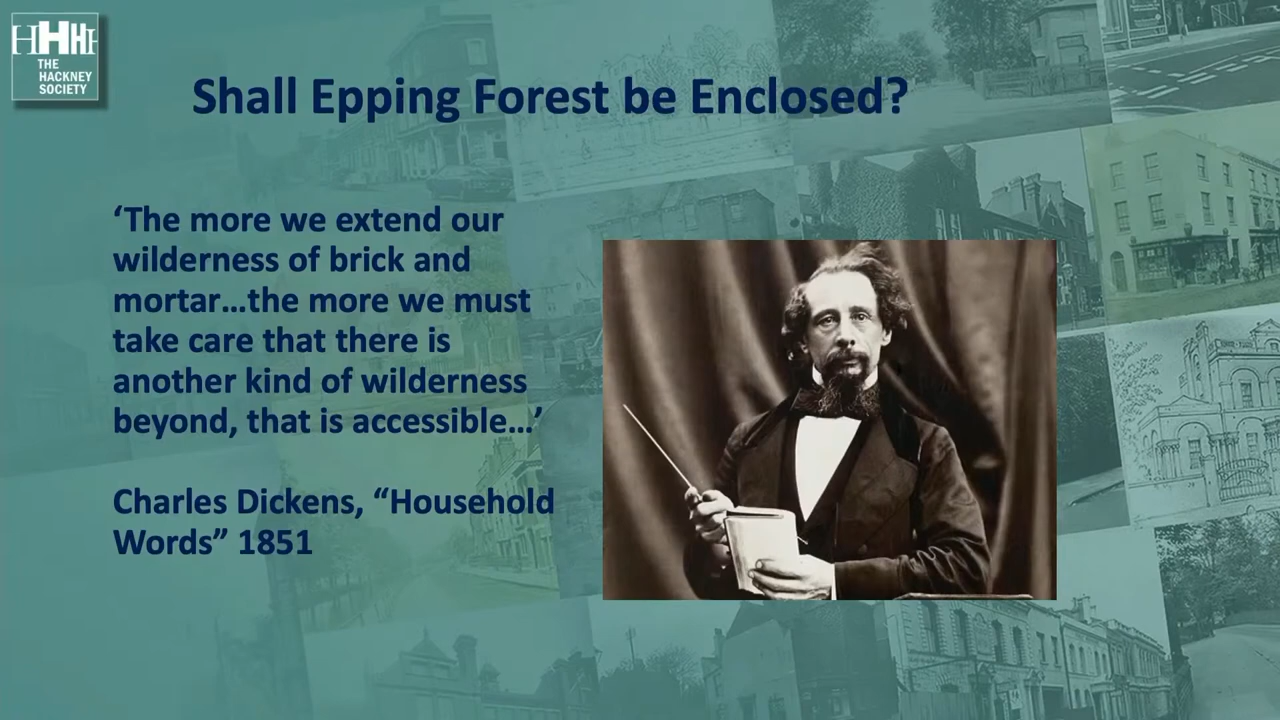 HHH
THE
HACKNEY
SOCIETY
Shall Epping Forest be Enclosed?
‘The more we extend our
wilderness of brick and
mortar…the more we must
take care that there is
another kind of wilderness
beyond, that is accessible…’
Charles Dickens, “Household
Words” 1851